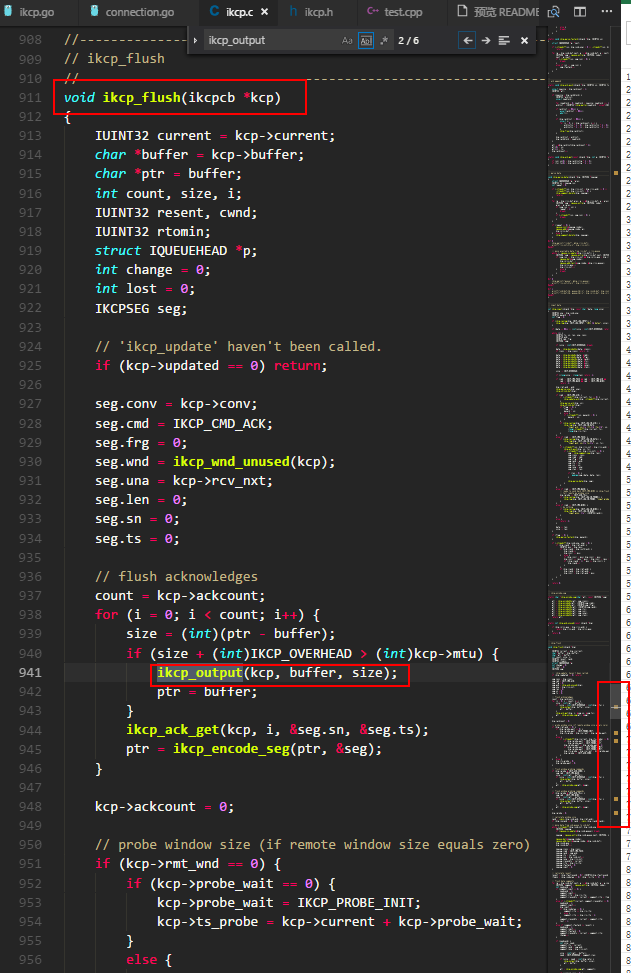 ikcp.go connection.go ikcp.c × ikcp.h test.cpp 预览 README
ikcp_output Aa Ab| .* 2 / 6
908 //---------------------------------------------------------------------
909 // ikcp_flush
910 //---------------------------------------------------------------------
911 void ikcp_flush(ikcpcb *kcp)
912 {
913 IUINT32 current = kcp->current;
914 char *buffer = kcp->buffer;
915 char *ptr = buffer;
916 int count, size, i;
917 IUINT32 resent, cwnd;
918 IUINT32 rtomin;
919 struct IQUEUEHEAD *p;
920 int change = 0;
921 int lost = 0;
922 IKCPSEG seg;
923
924 // 'ikcp_update' haven't been called.
925 if (kcp->updated == 0) return;
926
927 seg.conv = kcp->conv;
928 seg.cmd = IKCP_CMD_ACK;
929 seg.frg = 0;
930 seg.wnd = ikcp_wnd_unused(kcp);
931 seg.una = kcp->rcv_nxt;
932 seg.len = 0;
933 seg.sn = 0;
934 seg.ts = 0;
935
936 // flush acknowledges
937 count = kcp->ackcount;
938 for (i = 0; i < count; i++) {
939 size = (int)(ptr - buffer);
940 if (size + (int)IKCP_OVERHEAD > (int)kcp->mtu) {
941 ikcp_output(kcp, buffer, size);
942 ptr = buffer;
943 }
944 ikcp_ack_get(kcp, i, &seg.sn, &seg.ts);
945 ptr = ikcp_encode_seg(ptr, &seg);
946 }
947
948 kcp->ackcount = 0;
949
950 // probe window size (if remote window size equals zero)
951 if (kcp->rmt_wnd == 0) {
952 if (kcp->probe_wait == 0) {
953 kcp->probe_wait = IKCP_PROBE_INIT;
954 kcp->ts_probe = kcp->current + kcp->probe_wait;
955 }
956 else {